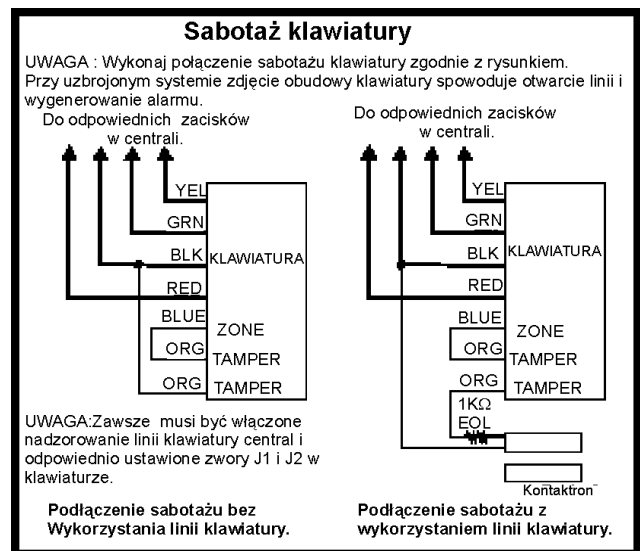 Sabotaż klawiatury
UWAGA : Wykonaj połączenie sabotażu klawiatury zgodnie z rysunkiem.
Przy uzbrojonym systemie zdjęcie obudowy klawiatury spowoduje otwarcie linii i
wygenerowanie alarmu.
Do odpowiednich zacisków
w centrali.
YEL
GRN
BLK
KLAWIATURA
RED
BLUE
ZONE
ORG
TAMPER
ORG
TAMPER
UWAGA:Zawsze musi być włączone
nadzorowanie linii klawiatury central i
odpowiednio ustawione zwory J1 i J2 w
klawiaturze.
Podłączenie sabotażu bez
Wykorzystania linii klawiatury.
Do odpowiednich zacisków
w centrali.
YEL
GRN
BLK
KLAWIATURA
RED
BLUE
ZONE
ORG
TAMPER
ORG
TAMPER
1KΩ
EOL
Kontaktron
Podłączenie sabotażu z
wykorzystaniem linii klawiatury.